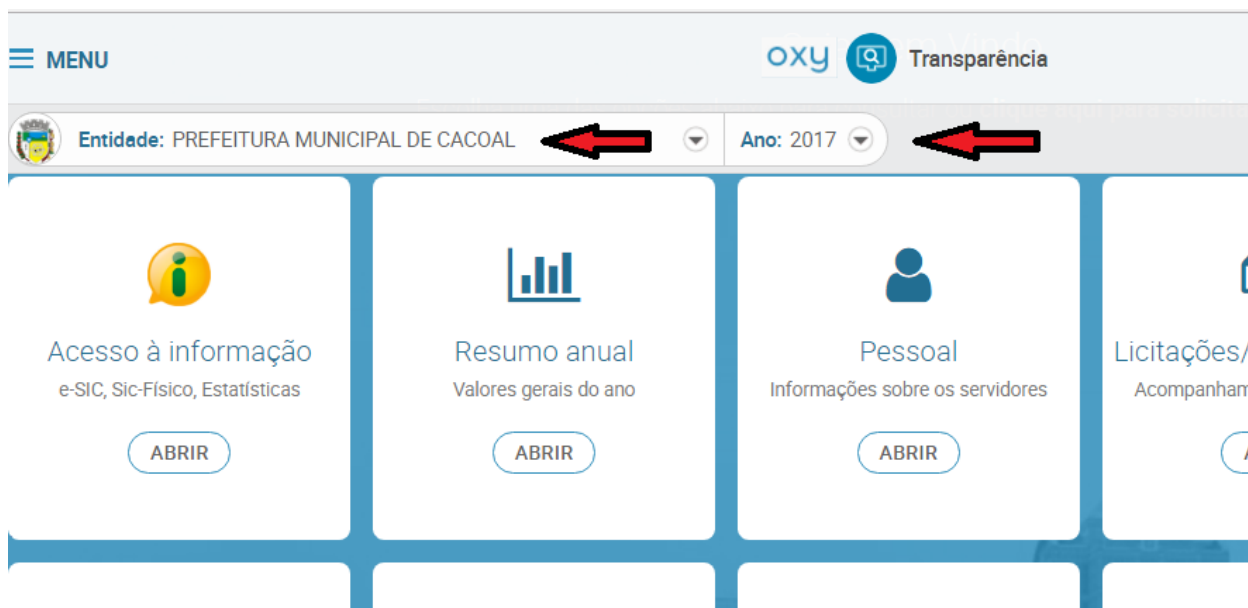 MENU
oxy Transparência
Entidade: PREFEITURA MUNICIPAL DE CACOAL Ano: 2017
Acesso à informação
e-SIC, Sic-Físico, Estatísticas
ABRIR
Resumo anual
Valores gerais do ano
ABRIR
Pessoal
Informações sobre os servidores
ABRIR
Licitações/